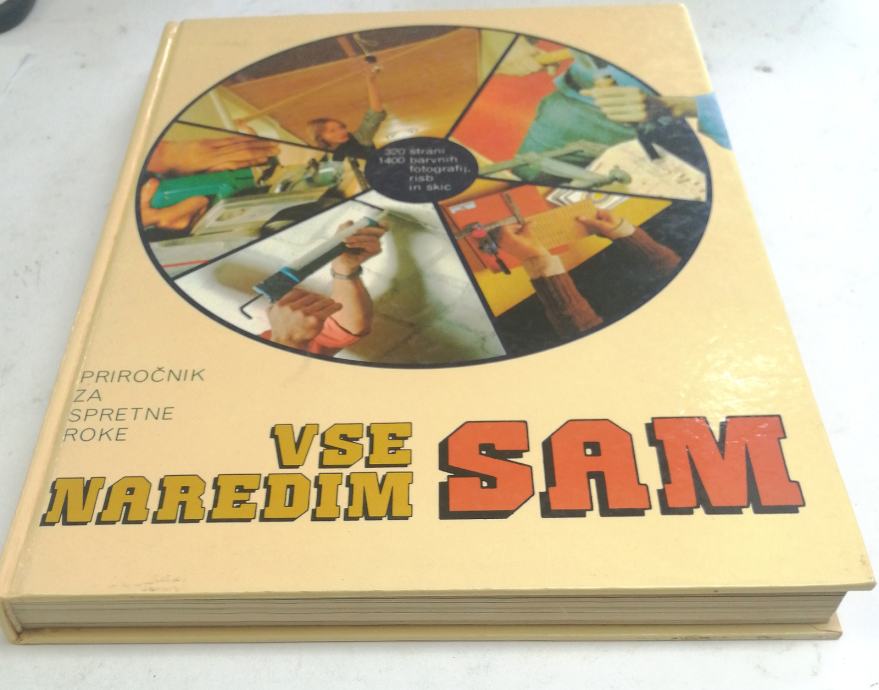 320 strani
1400 barvnih
fotografij,
risb
in skic
PRIROČNIK
ZA
SPRETNE
ROKE
VSE
NAREDIM
SAM